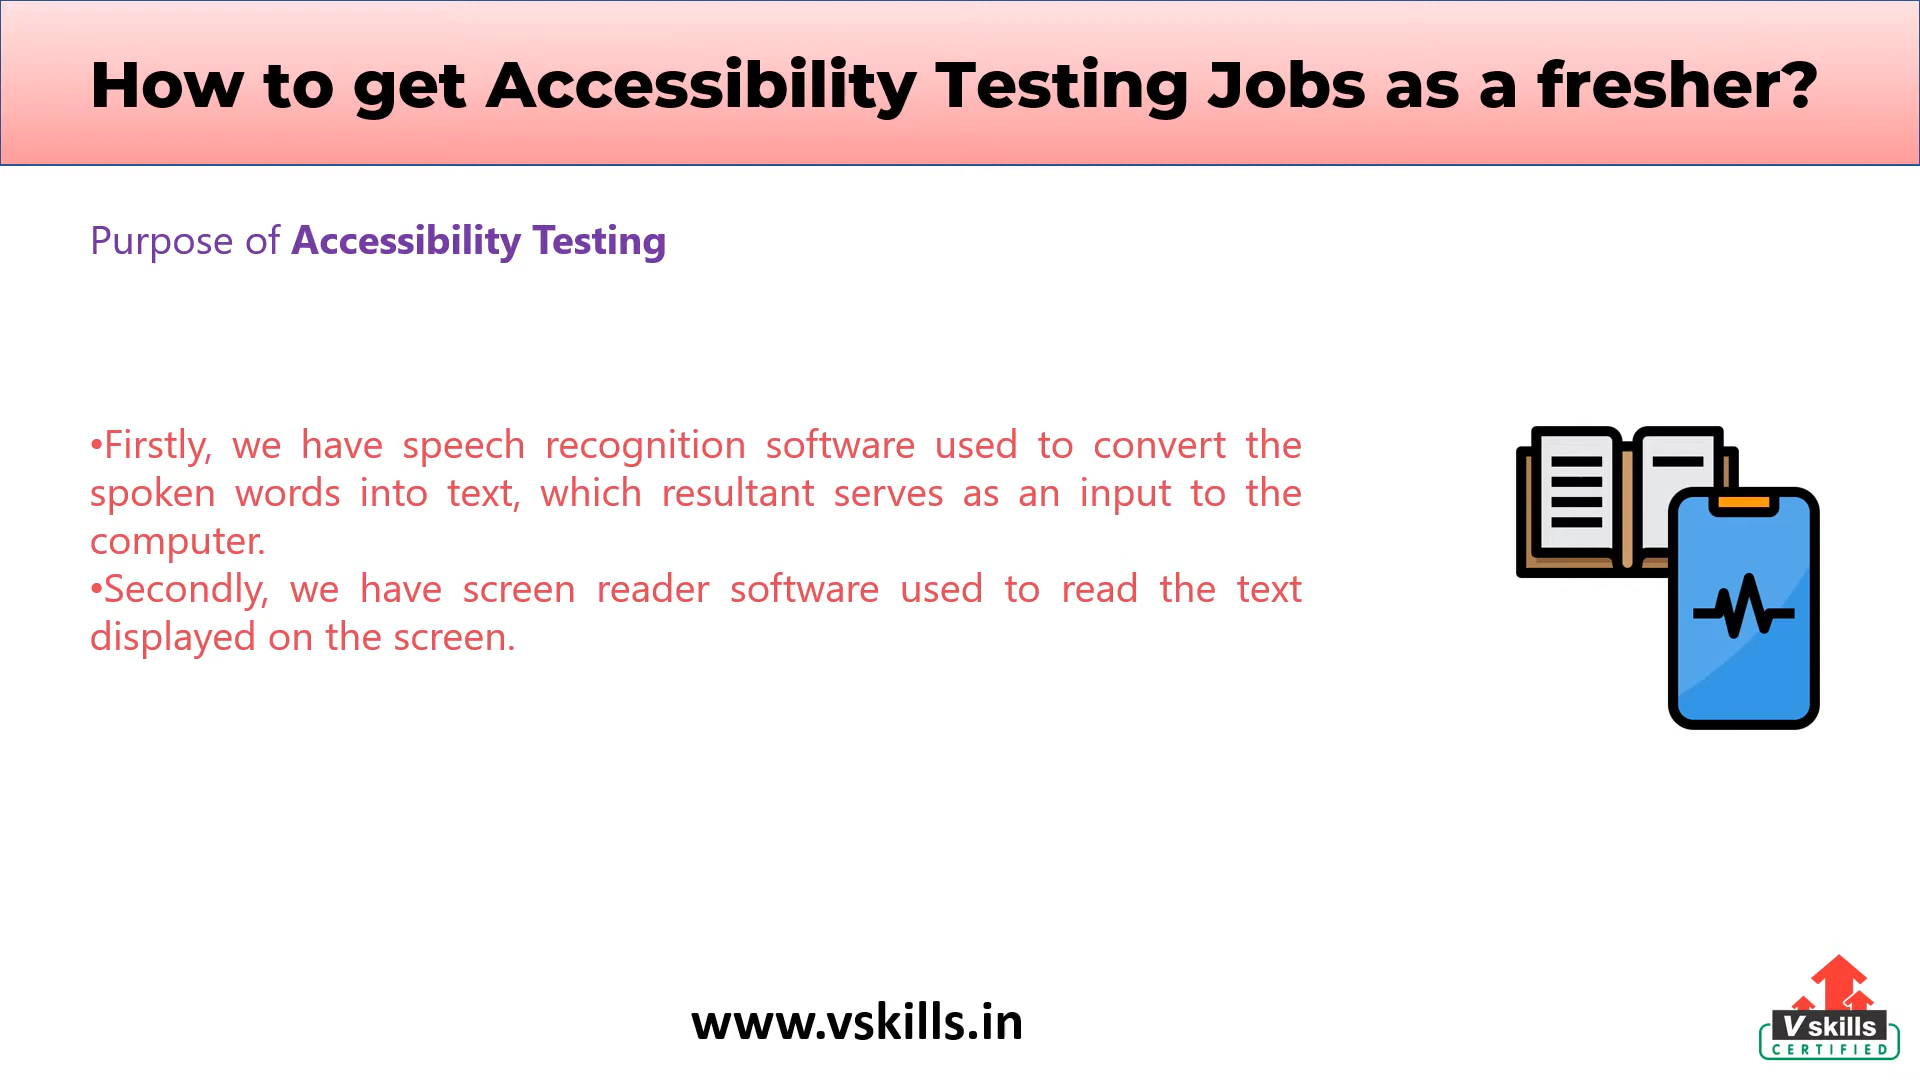 How to get Accessibility Testing Jobs as a fresher?
Purpose of Accessibility Testing
•Firstly, we have speech recognition software used to convert the
spoken words into text, which resultant serves as an input to the
computer.
•Secondly, we have screen reader software used to read the text
displayed on the screen.
www.vskills.in
Vskills
CERTIFIED